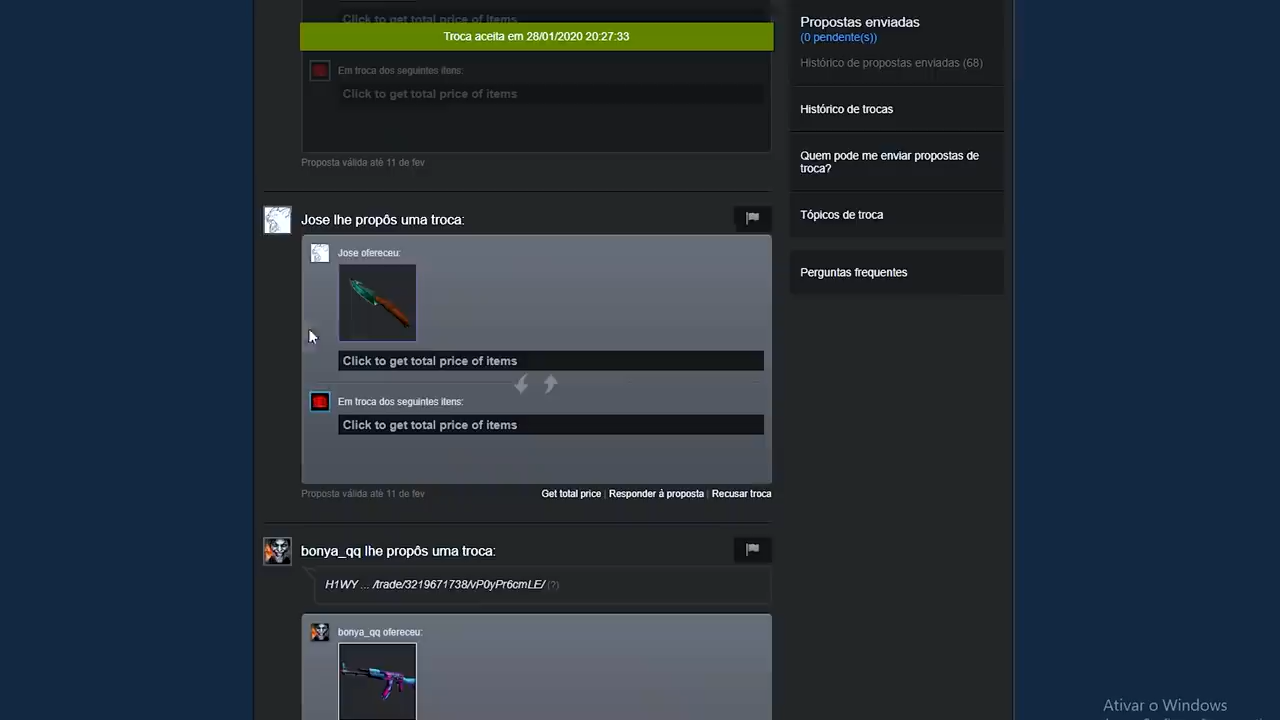 Click to get total price of items
Troca aceita em 28/01/2020 20:27:33
Em troca dos seguintes itens:
Click to get total price of items
Proposta válida até 11 de fev
Jose lhe propôs uma troca:
Jose ofereceu:
Click to get total price of items
Em troca dos seguintes itens:
Click to get total price of items
Proposta válida até 11 de fev
Get total price | Responder à proposta | Recusar troca
bonya_qq lhe propôs uma troca:
H1WY ... /trade/3219671738/vP0yPr6cmLE/ (?)
bonya_qq ofereceu:
Propostas enviadas
(0 pendente(s))
Histórico de propostas enviadas (68)
Histórico de trocas
Quem pode me enviar propostas de
troca?
Tópicos de troca
Perguntas frequentes
Ativar o Windows